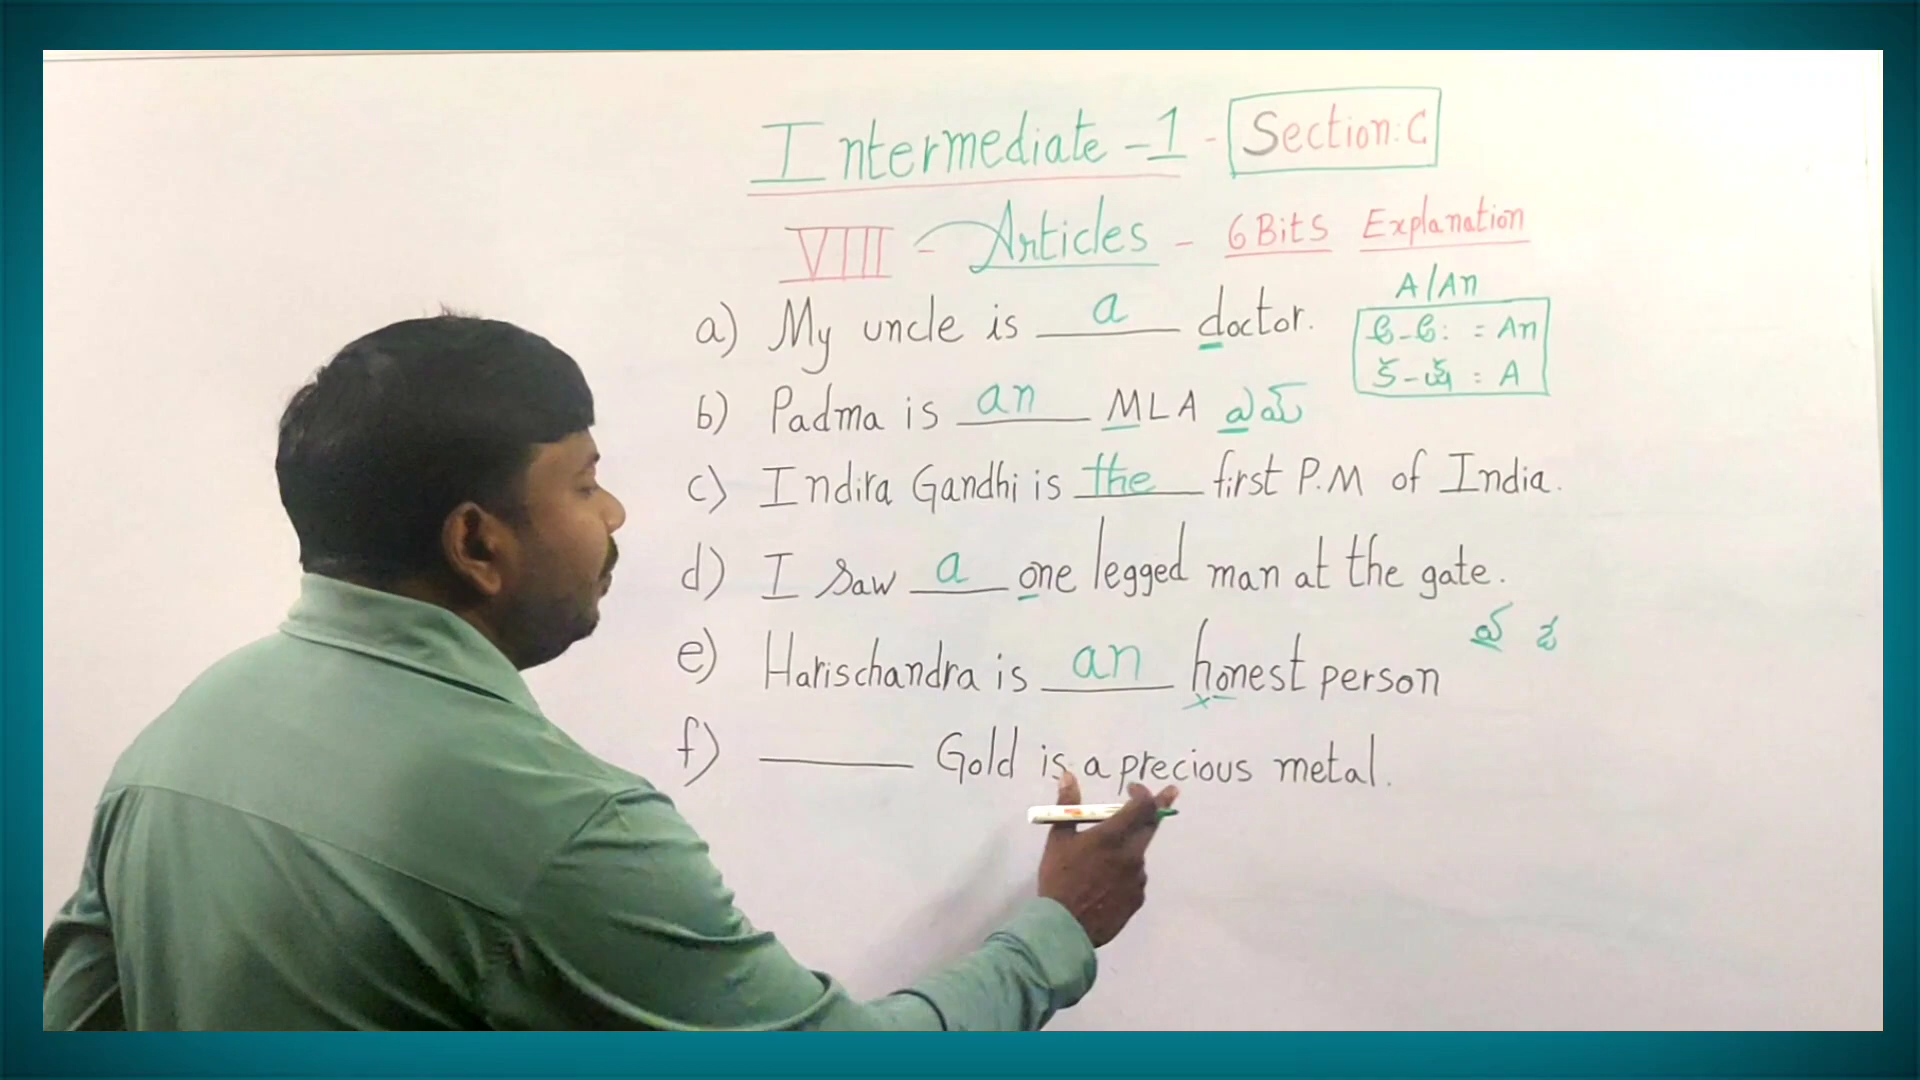 Intermediate - 1 - Section: C
VIII - Articles - 6 Bits Explanation
A/An
అ-అః = An
క్-ఱ్ = A
a) My uncle is a doctor.
b) Padma is an MLA ఎమ్
c) Indira Gandhi is the first P.M of India.
d) I saw a one legged man at the gate.
e) Harischandra is an honest person
f) ______ Gold is a precious metal.